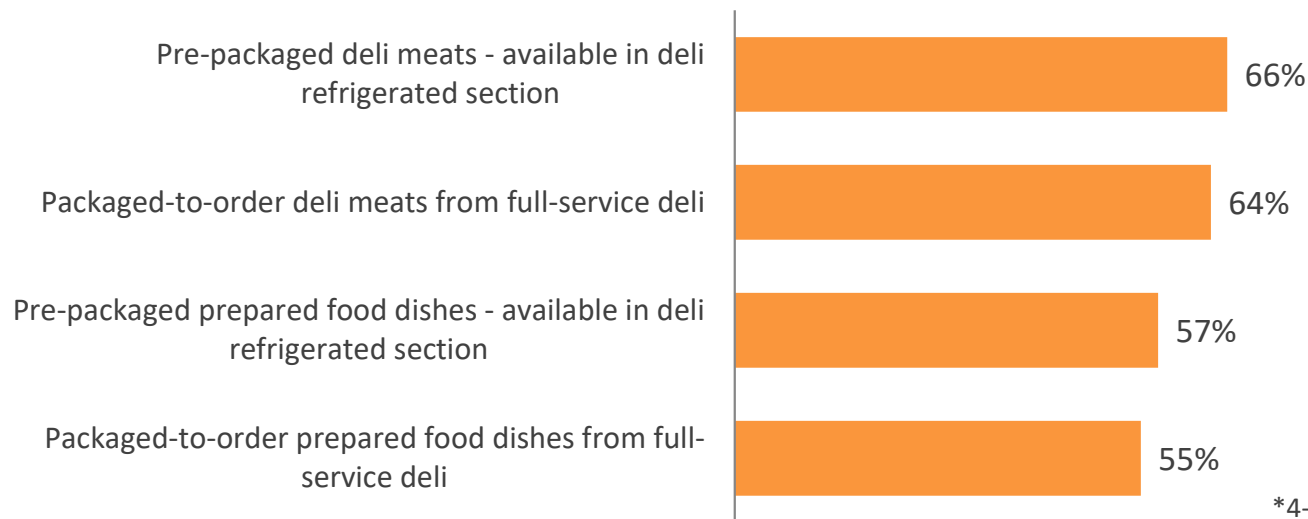 Pre-packaged deli meats - available in deli
refrigerated section
66%
Packaged-to-order deli meats from full-service deli
64%
Pre-packaged prepared food dishes - available in deli
refrigerated section
57%
Packaged-to-order prepared food dishes from full-
service deli
55%
*4-